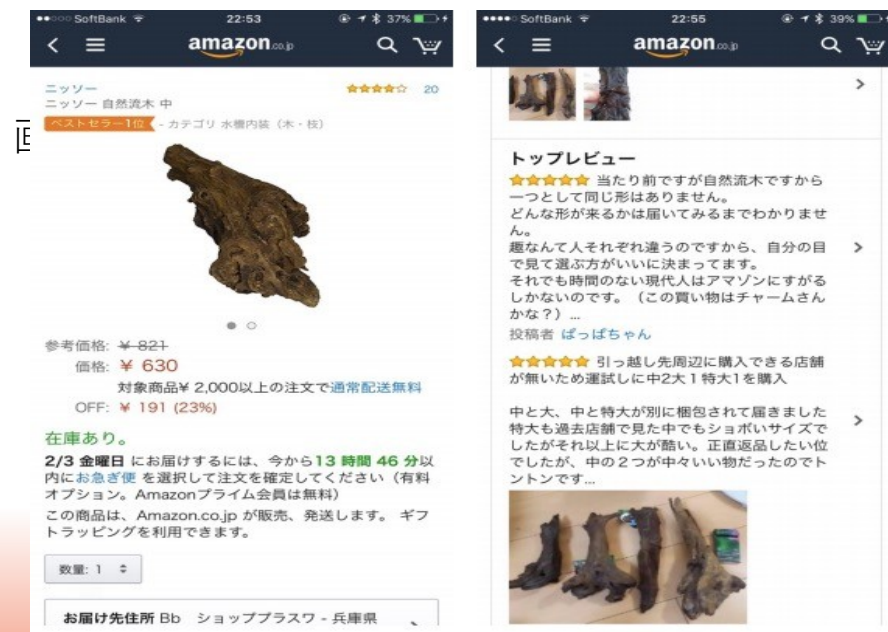 SoftBank 22:53 37%
amazon.co.jp
ニッソー 20
ニッソー 自然流木 中
ベストセラー1位 - カテゴリ 水槽内装（木・枝）
参考価格: ¥ 821
価格: ¥ 630
対象商品¥ 2,000以上の注文で通常配送無料
OFF: ¥ 191 (23%)
在庫あり。
2/3 金曜日 にお届けするには、今から13 時間 46 分以
内にお急ぎ便 を選択して注文を確定してください（有料
オプション。Amazonプライム会員は無料）
この商品は、Amazon.co.jp が販売、発送します。 ギフ
トラッピングを利用できます。
数量: 1
お届け先住所 Bb ショッププラスワ - 兵庫県
SoftBank 22:55 39%
amazon.co.jp
トップレビュー
当たり前ですが自然流木ですから
一つとして同じ形はありません。
どんな形が来るかは届いてみるまでわかりませ
ん。
趣なんて人それぞれ違うのですから、自分の目
で見て選ぶ方がいいに決まってます。
それでも時間のない現代人はアマゾンにすがる
しかないのです。（この買い物はチャームさん
かな？）...
投稿者 ぱっぱちゃん
引っ越し先周辺に購入できる店舗
が無いため運試しに中2大１特大1を購入
中と大、中と特大が別に梱包されて届きました
特大も過去店舗で見た中でもショボいサイズで
したがそれ以上に大が酷い。正直返品したい位
でしたが、中の２つが中々いい物だったのでト
ントンです...